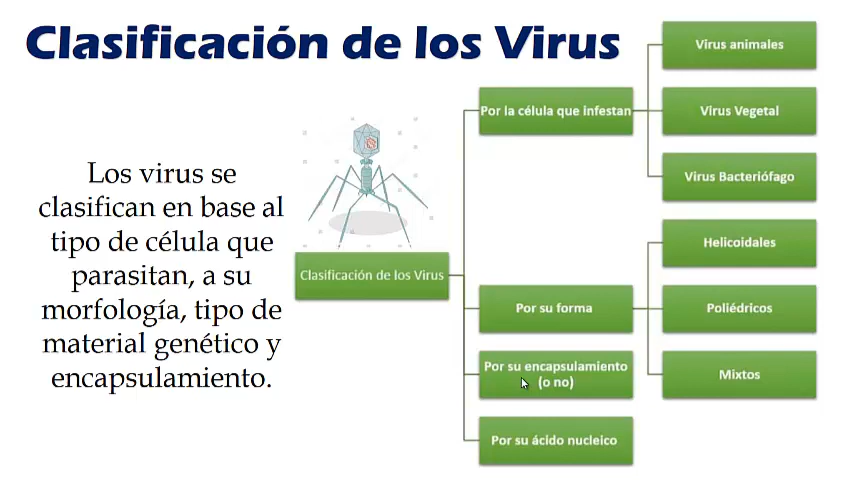 Clasificación de los Virus
Los virus se
clasifican en base al
tipo de célula que
parasitan, a su
morfología, tipo de
material genético y
encapsulamiento.
Clasificación de los Virus
Por la célula que infestan
Virus animales
Virus Vegetal
Virus Bacteriófago
Por su forma
Helicoidales
Poliédricos
Mixtos
Por su encapsulamiento
(o no)
Por su ácido nucleico